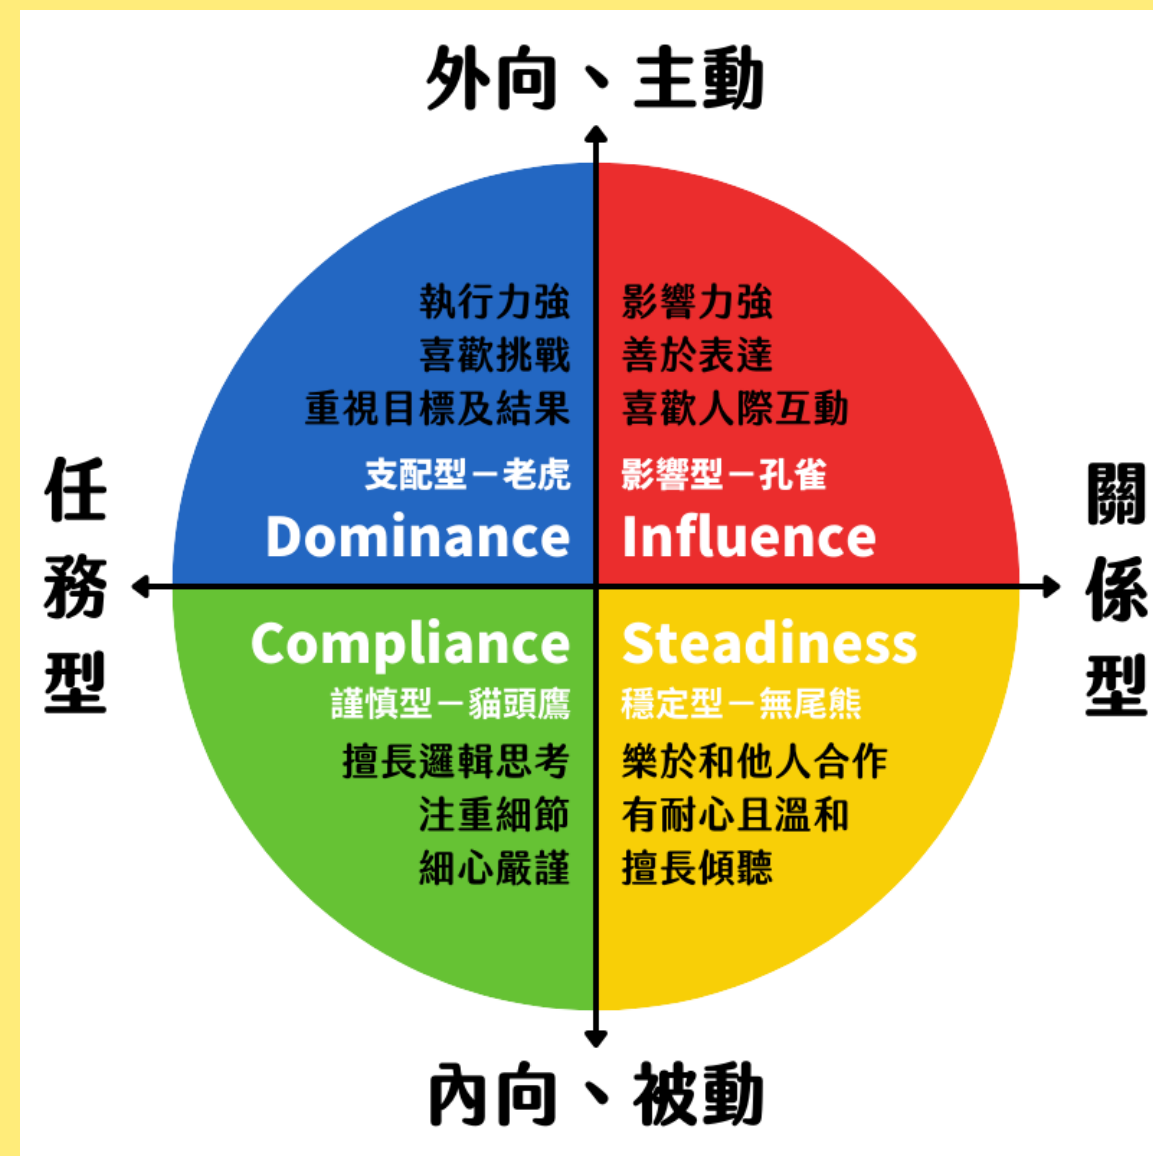 外向、主動
執行力強
喜歡挑戰
重視目標及結果
支配型－老虎
Dominance
影響力強
善於表達
喜歡人際互動
影響型－孔雀
Influence
任務型
關係型
Compliance
謹慎型－貓頭鷹
擅長邏輯思考
注重細節
細心嚴謹
Steadiness
穩定型－無尾熊
樂於和他人合作
有耐心且溫和
擅長傾聽
內向、被動